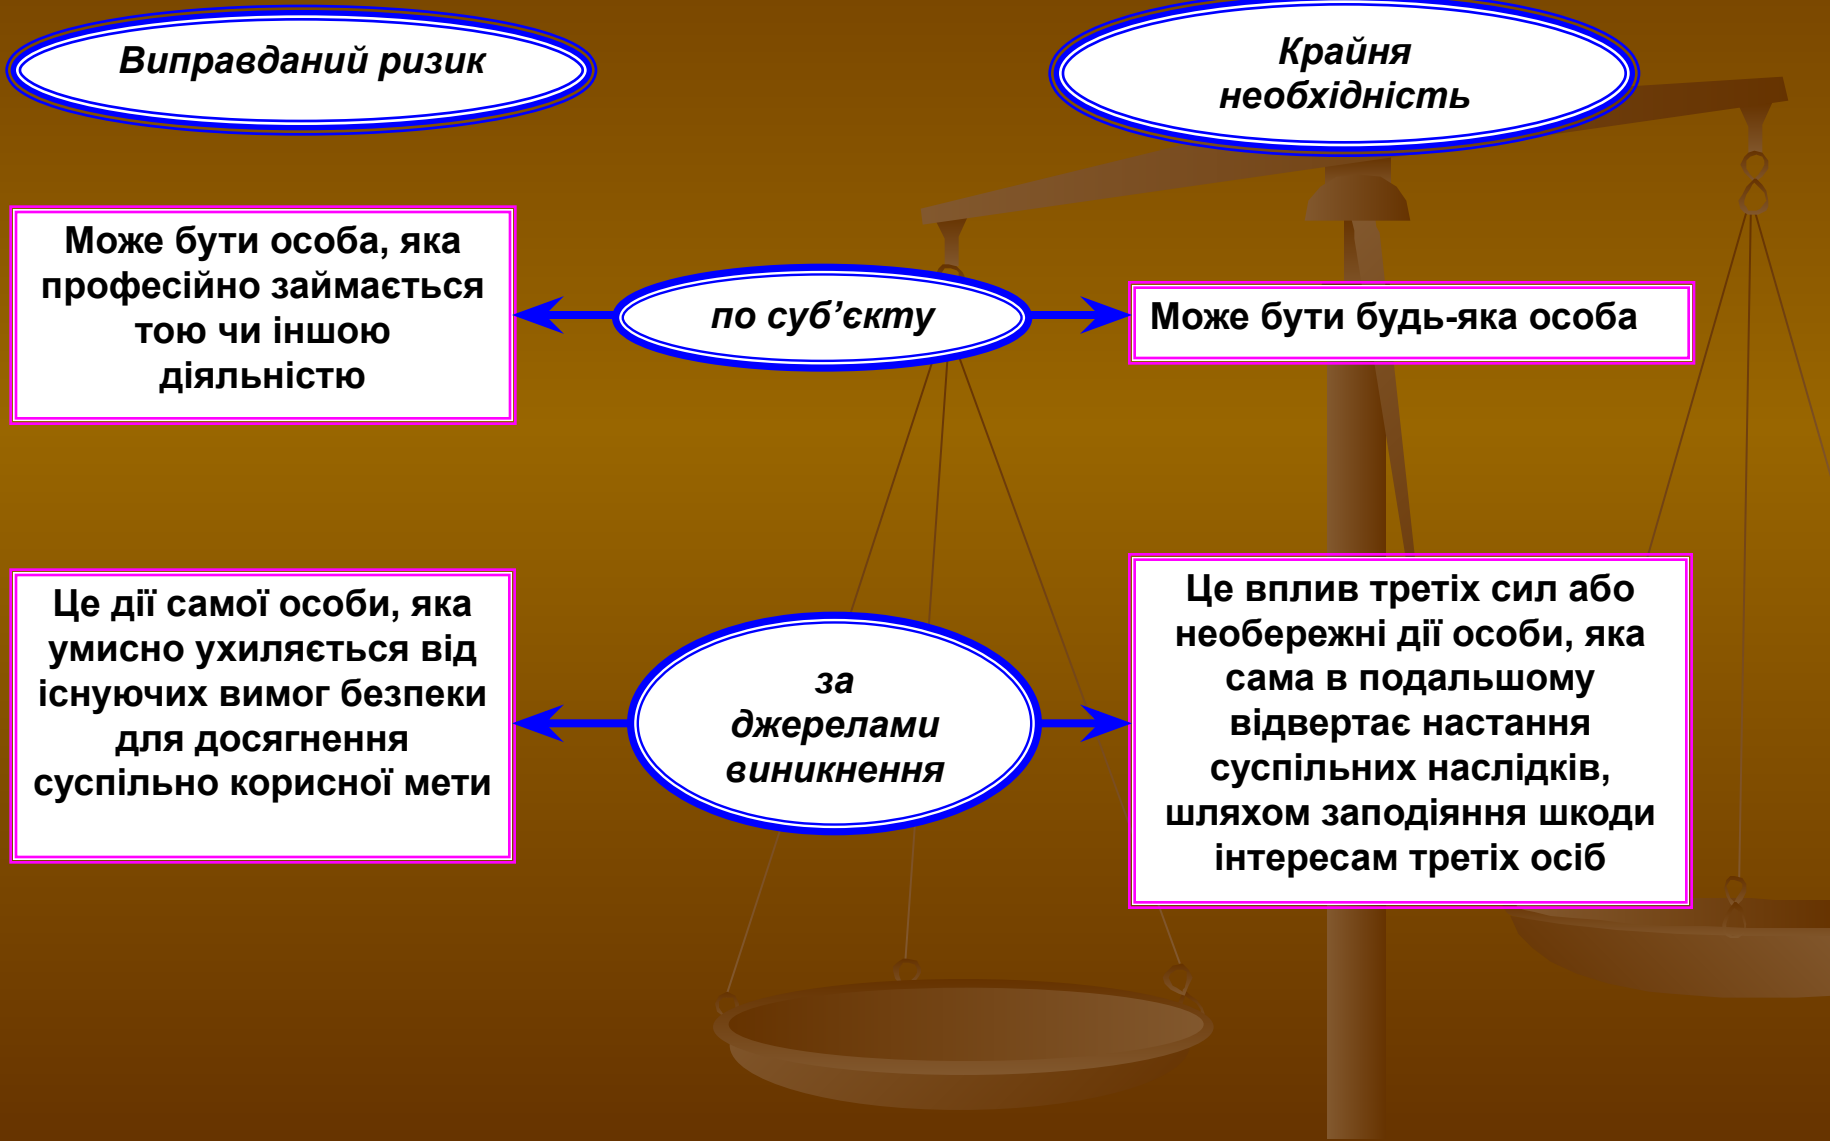 Виправданий ризик
Крайня
необхідність
Може бути особа, яка
професійно займається
тою чи іншою
діяльністю
по суб’єкту
Може бути будь-яка особа
Це дії самої особи, яка
умисно ухиляється від
існуючих вимог безпеки
для досягнення
суспільно корисної мети
за
джерелами
виникнення
Це вплив третіх сил або
необережні дії особи, яка
сама в подальшому
відвертає настання
суспільних наслідків,
шляхом заподіяння шкоди
інтересам третіх осіб